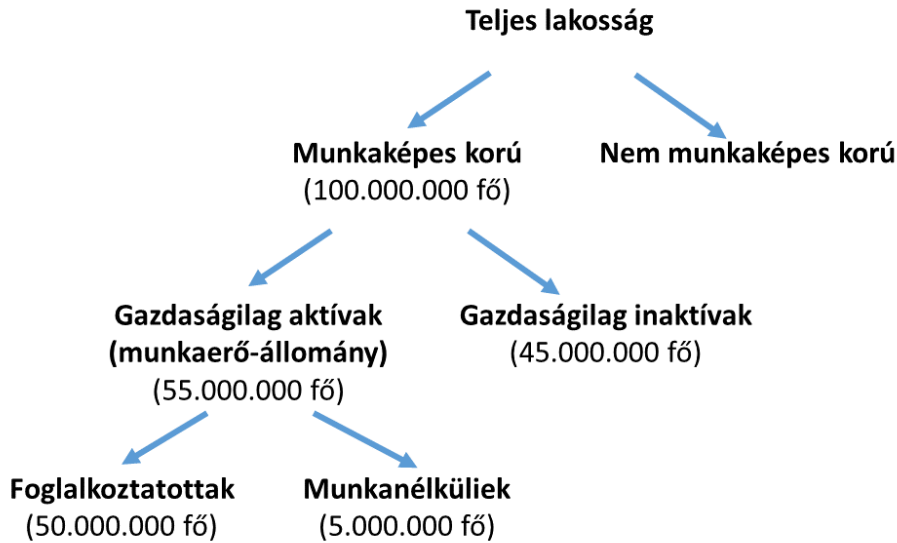 Teljes lakosság
Munkaképes korú
(100.000.000 fő)
Nem munkaképes korú
Gazdaságilag aktívak
(munkaerő-állomány)
(55.000.000 fő)
Gazdaságilag inaktívak
(45.000.000 fő)
Foglalkoztatottak
(50.000.000 fő)
Munkanélküliek
(5.000.000 fő)